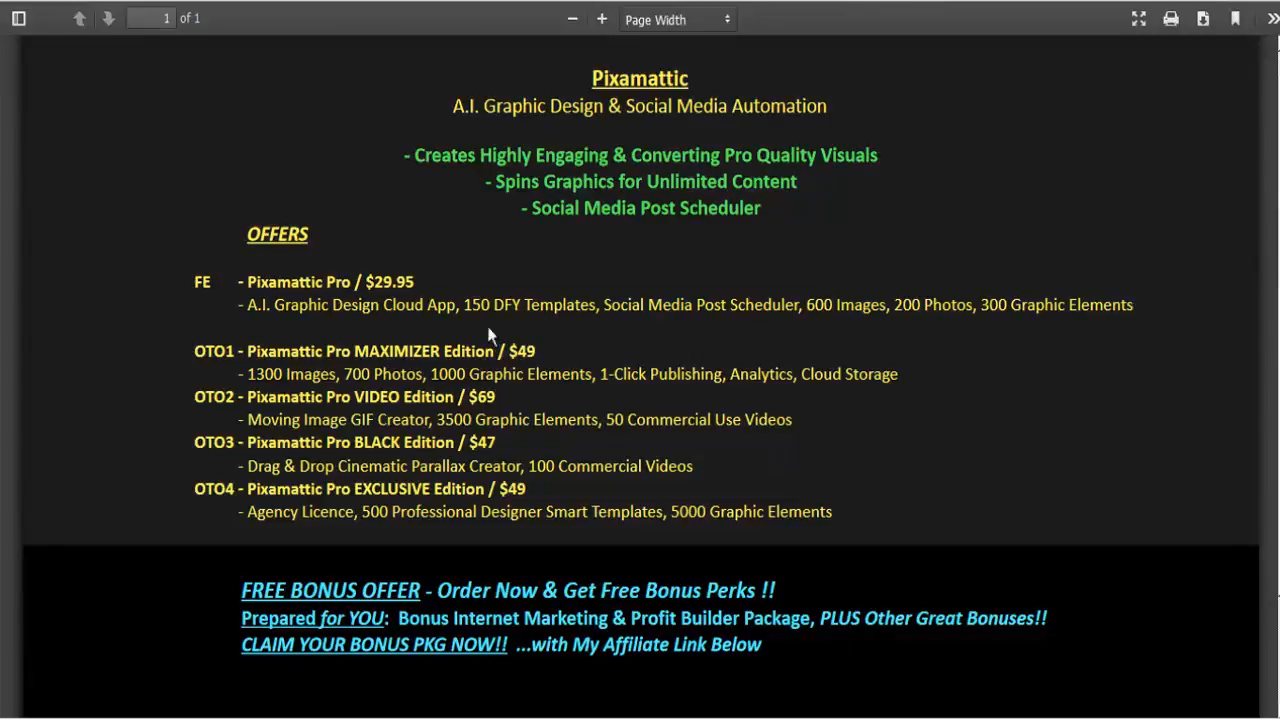 1 of 1
Page Width
Pixamattic
A.I. Graphic Design & Social Media Automation
- Creates Highly Engaging & Converting Pro Quality Visuals
- Spins Graphics for Unlimited Content
- Social Media Post Scheduler
OFFERS
FE - Pixamattic Pro / $29.95
- A.I. Graphic Design Cloud App, 150 DFY Templates, Social Media Post Scheduler, 600 Images, 200 Photos, 300 Graphic Elements
OTO1 - Pixamattic Pro MAXIMIZER Edition / $49
- 1300 Images, 700 Photos, 1000 Graphic Elements, 1-Click Publishing, Analytics, Cloud Storage
OTO2 - Pixamattic Pro VIDEO Edition / $69
- Moving Image GIF Creator, 3500 Graphic Elements, 50 Commercial Use Videos
OTO3 - Pixamattic Pro BLACK Edition / $47
- Drag & Drop Cinematic Parallax Creator, 100 Commercial Videos
OTO4 - Pixamattic Pro EXCLUSIVE Edition / $49
- Agency Licence, 500 Professional Designer Smart Templates, 5000 Graphic Elements
FREE BONUS OFFER - Order Now & Get Free Bonus Perks !!
Prepared for YOU: Bonus Internet Marketing & Profit Builder Package, PLUS Other Great Bonuses!!
CLAIM YOUR BONUS PKG NOW!! ...with My Affiliate Link Below